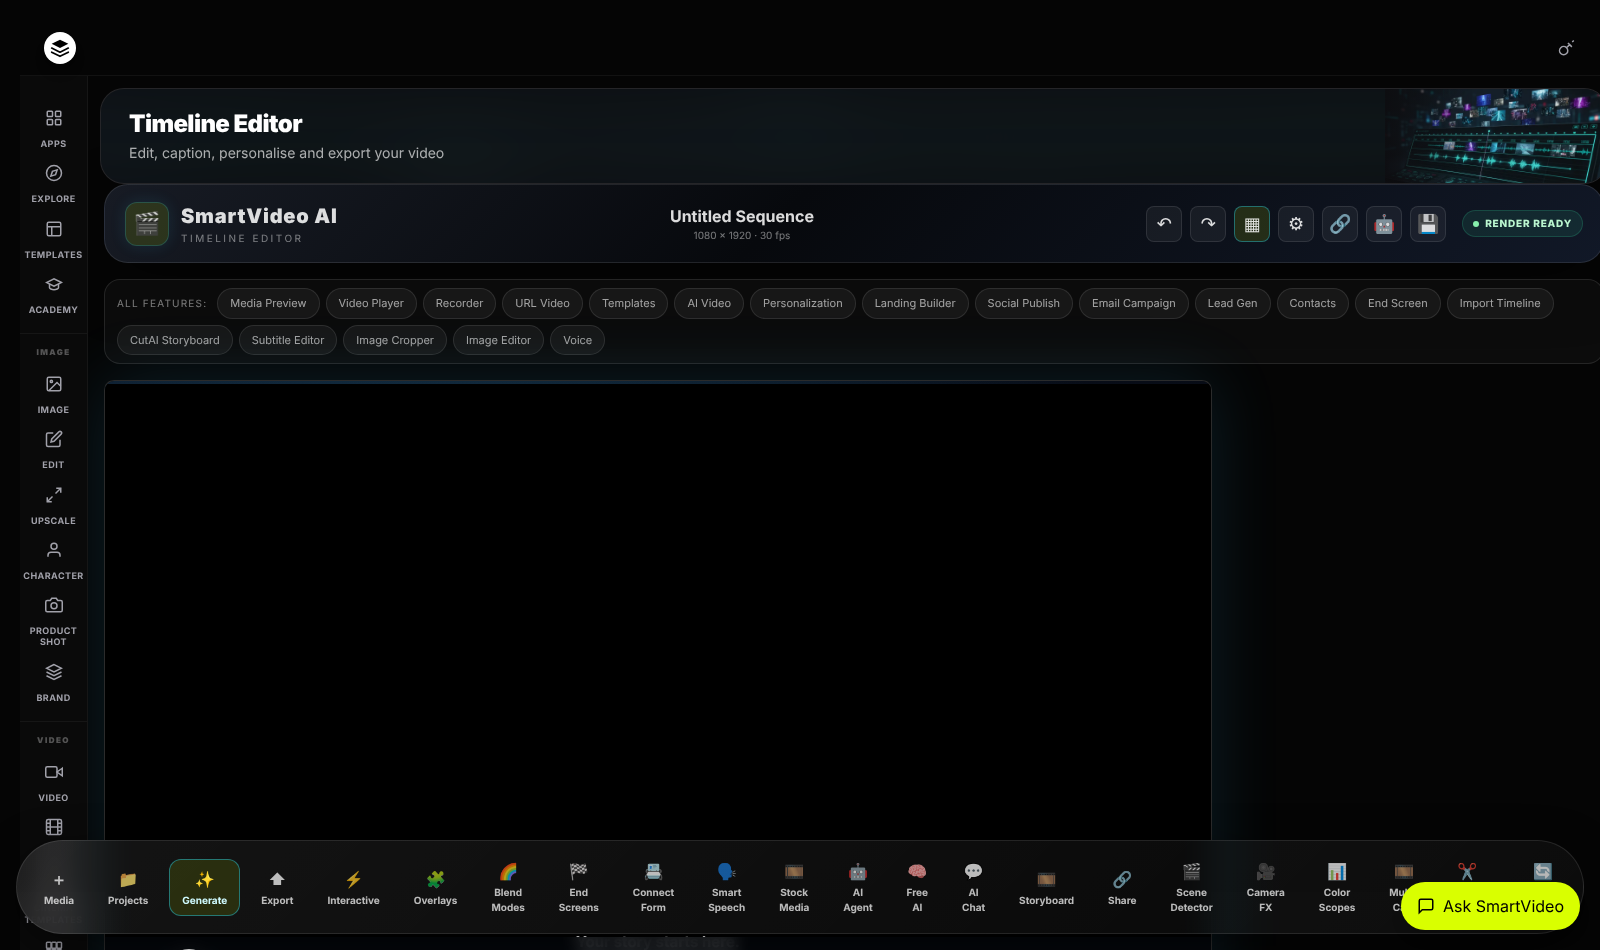 Timeline Editor
Edit, caption, personalise and export your video
SmartVideo AI
TIMELINE EDITOR
Untitled Sequence
1080 × 1920 · 30 fps
RENDER READY
ALL FEATURES:
Media Preview
Video Player
Recorder
URL Video
Templates
AI Video
Personalization
Landing Builder
Social Publish
Email Campaign
Lead Gen
Contacts
End Screen
Import Timeline
CutAI Storyboard
Subtitle Editor
Image Cropper
Image Editor
Voice
APPS
EXPLORE
TEMPLATES
ACADEMY
IMAGE
IMAGE
EDIT
UPSCALE
CHARACTER
PRODUCT
SHOT
BRAND
VIDEO
VIDEO
Media
Projects
Generate
Export
Interactive
Overlays
Blend
Modes
End
Screens
Connect
Form
Smart
Speech
Stock
Media
AI
Agent
Free
AI
AI
Chat
Storyboard
Share
Scene
Detector
Camera
FX
Color
Scopes
Ask SmartVideo
Your story starts here